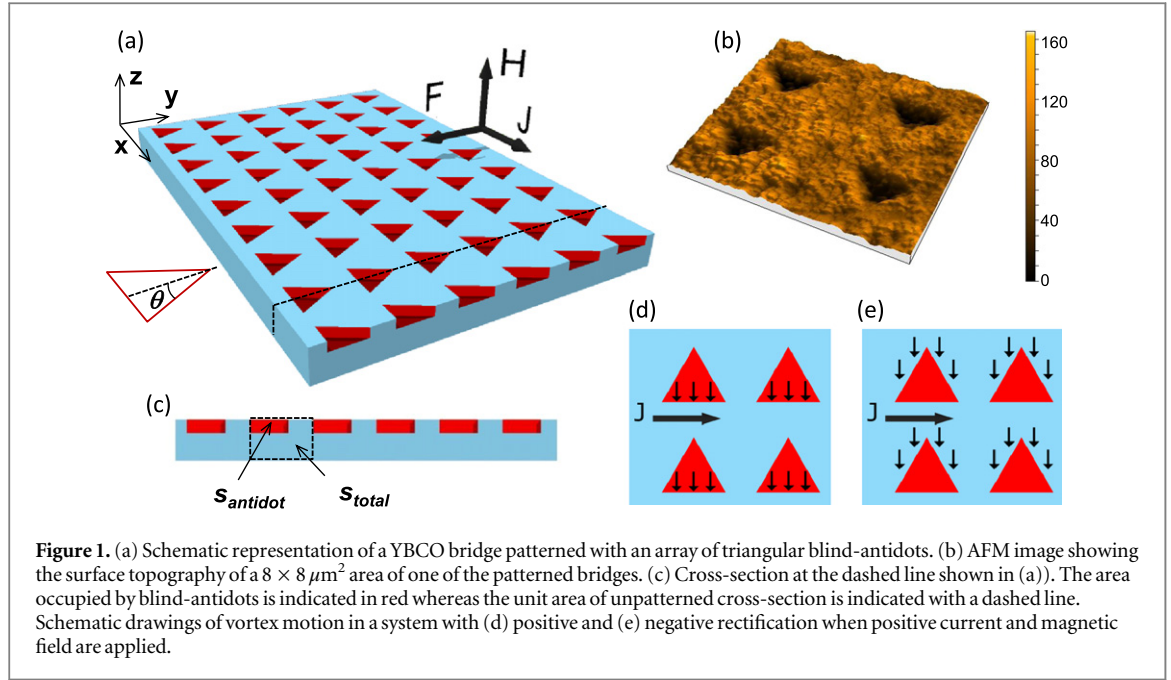 (a)
z
y
x
H
F
J
θ
(b)
160
120
80
40
0
(c)
s_antidot
s_total
(d)
J
(e)
J
Figure 1. (a) Schematic representation of a YBCO bridge patterned with an array of triangular blind-antidots. (b) AFM image showing
the surface topography of a 8 × 8 μm² area of one of the patterned bridges. (c) Cross-section at the dashed line shown in (a)). The area
occupied by blind-antidots is indicated in red whereas the unit area of unpatterned cross-section is indicated with a dashed line.
Schematic drawings of vortex motion in a system with (d) positive and (e) negative rectification when positive current and magnetic
field are applied.